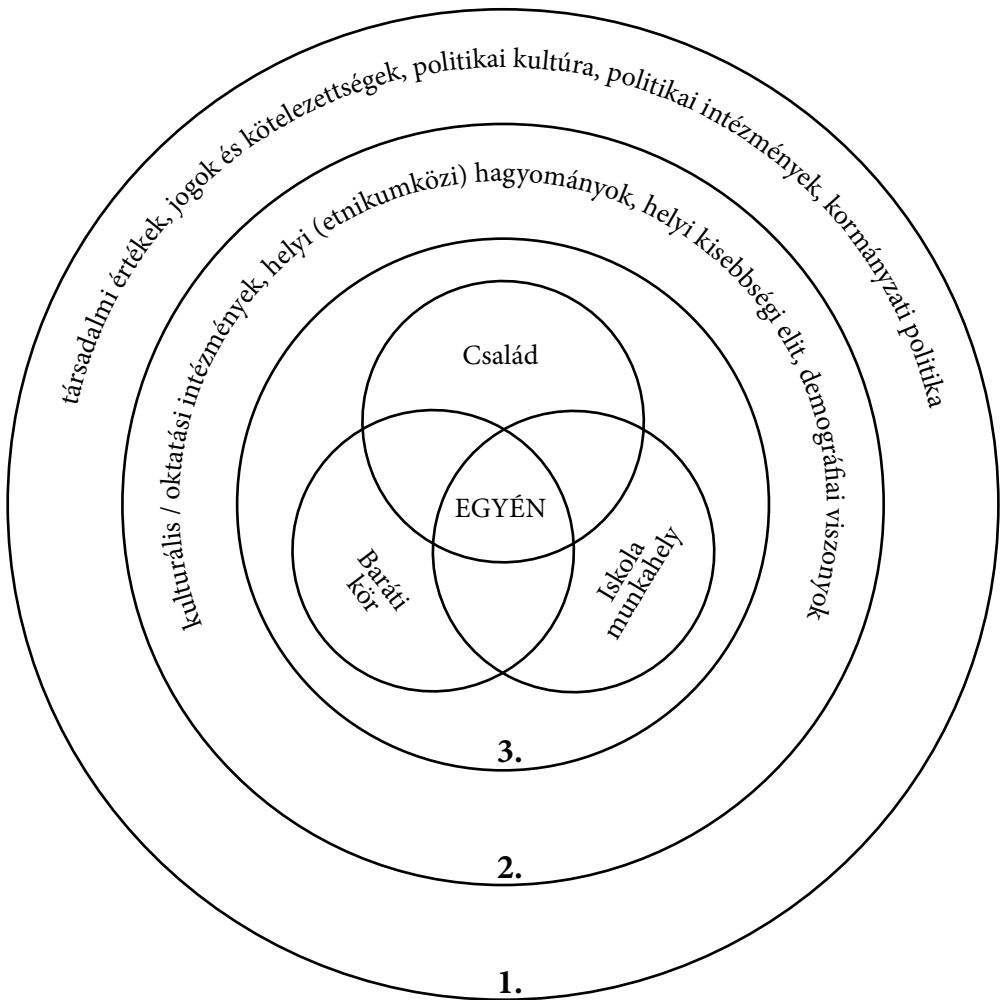 társadalmi értékek, jogok és kötelezettségek, politikai kultúra, politikai intézmények, kormányzati politika
kulturális / oktatási intézmények, helyi (etnikumközi) hagyományok, helyi kisebbségi elit, demográfiai viszonyok
Család
EGYÉN
Baráti
kör
Iskola
munkahely
3.
2.
1.